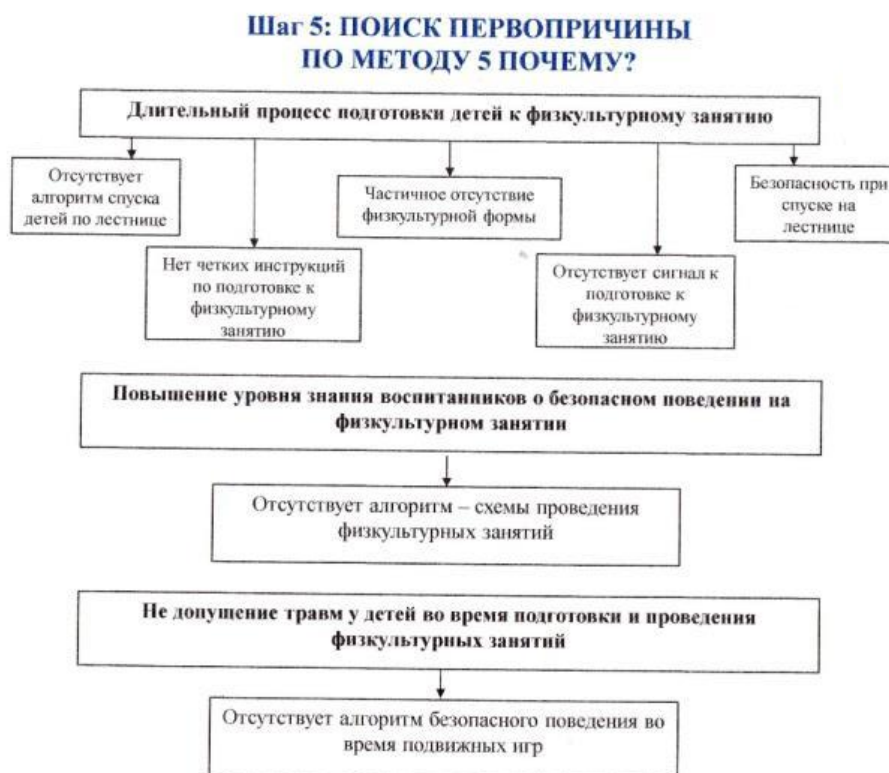 Шаг 5: ПОИСК ПЕРВОПРИЧИНЫ
ПО МЕТОДУ 5 ПОЧЕМУ?
Длительный процесс подготовки детей к физкультурному занятию
Отсутствует
алгоритм спуска
детей по лестнице
Нет четких инструкций
по подготовке к
физкультурному
занятию
Частичное отсутствие
физкультурной формы
Отсутствует сигнал к
подготовке к
физкультурному
занятию
Безопасность при
спуске на
лестнице
Повышение уровня знания воспитанников о безопасном поведении на
физкультурном занятии
Отсутствует алгоритм – схемы проведения
физкультурных занятий
Не допущение травм у детей во время подготовки и проведения
физкультурных занятий
Отсутствует алгоритм безопасного поведения во
время подвижных игр